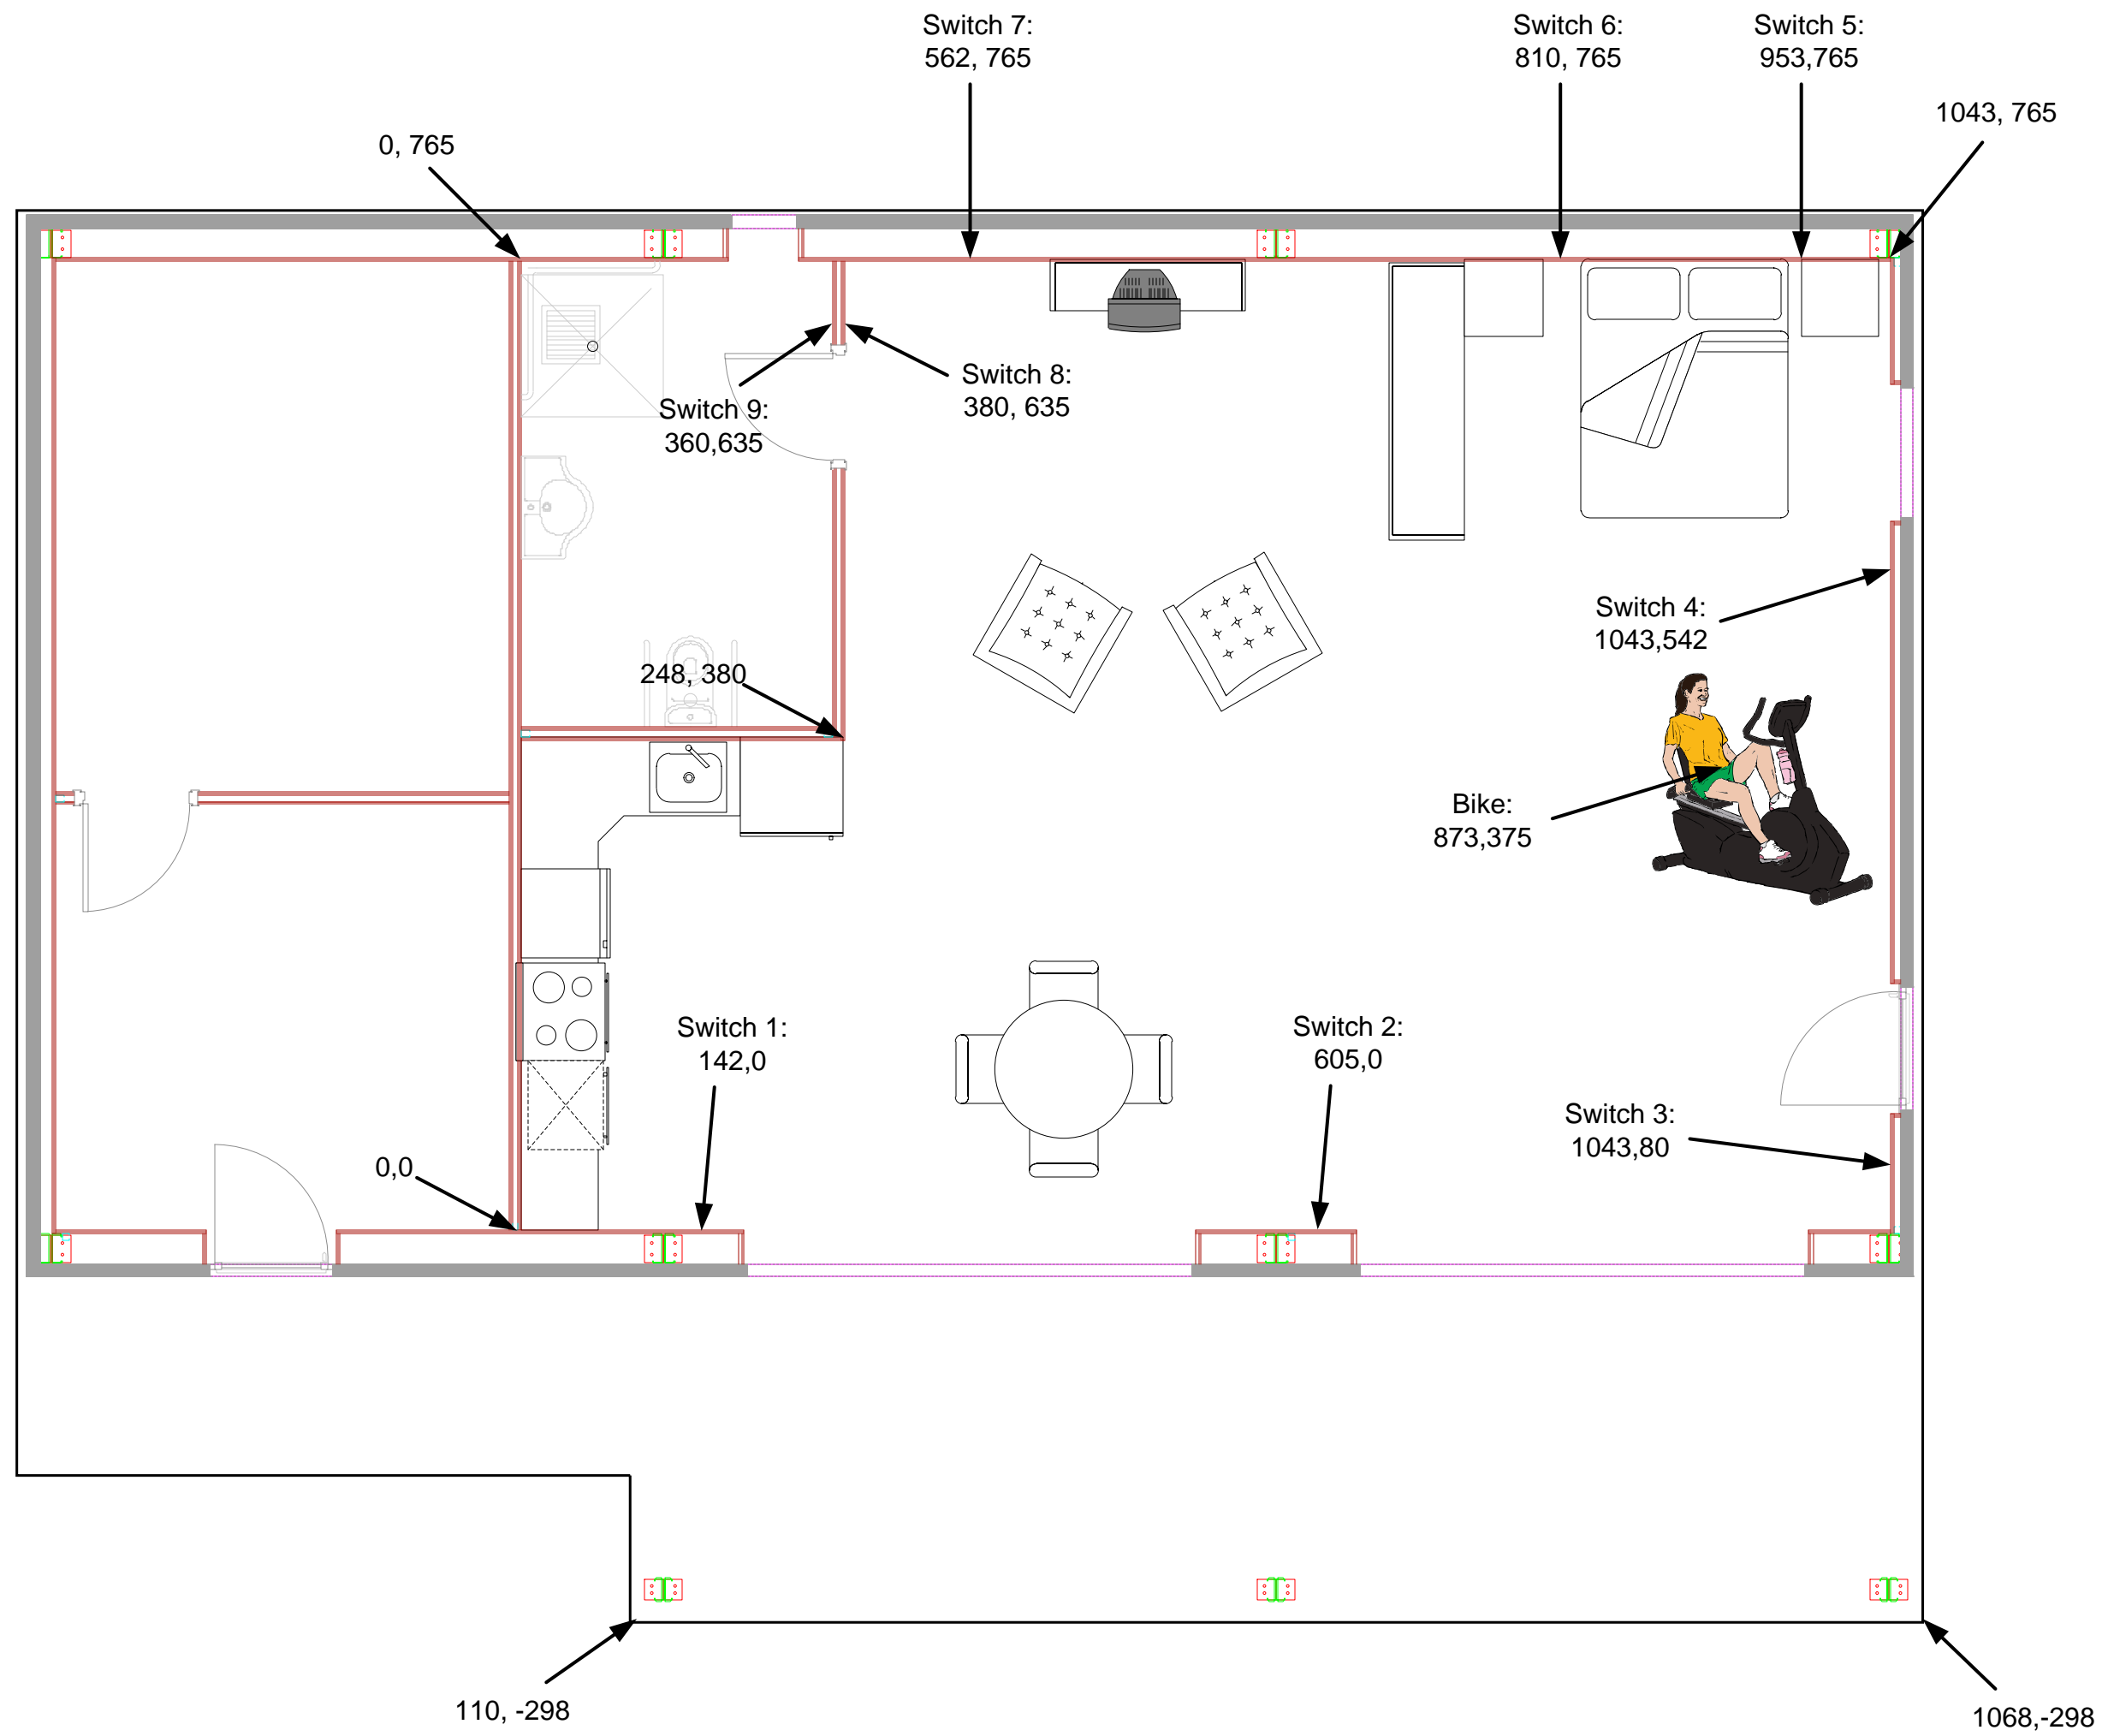 Switch 7:
562, 765
Switch 6:
810, 765
Switch 5:
953,765
1043, 765
0, 765
Switch 8:
380, 635
Switch 9:
360,635
Switch 4:
1043,542
248, 380
Bike:
873,375
Switch 1:
142,0
Switch 2:
605,0
Switch 3:
1043,80
0,0
110, -298
1068,-298